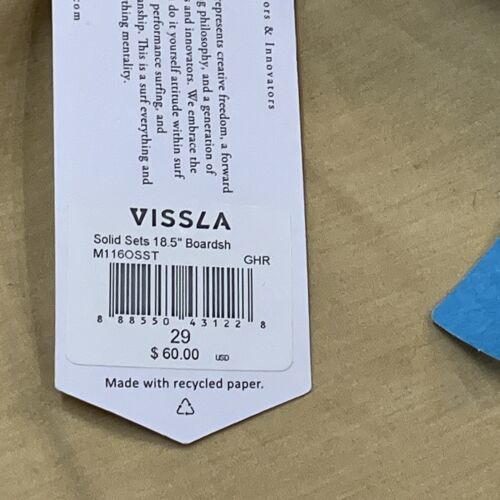 ors & Innovators
represents creative freedom, a forward
g philosophy, and a generation of
s and innovators. We embrace the
do it yourself attitude within surf
performance surfing, and
anship. This is a surf everything and
thing mentality.
.com
VISSLA
Solid Sets 18.5" Boardsh
M116OSST GHR
8 88550 43122 8
29
$ 60.00 USD
Made with recycled paper.